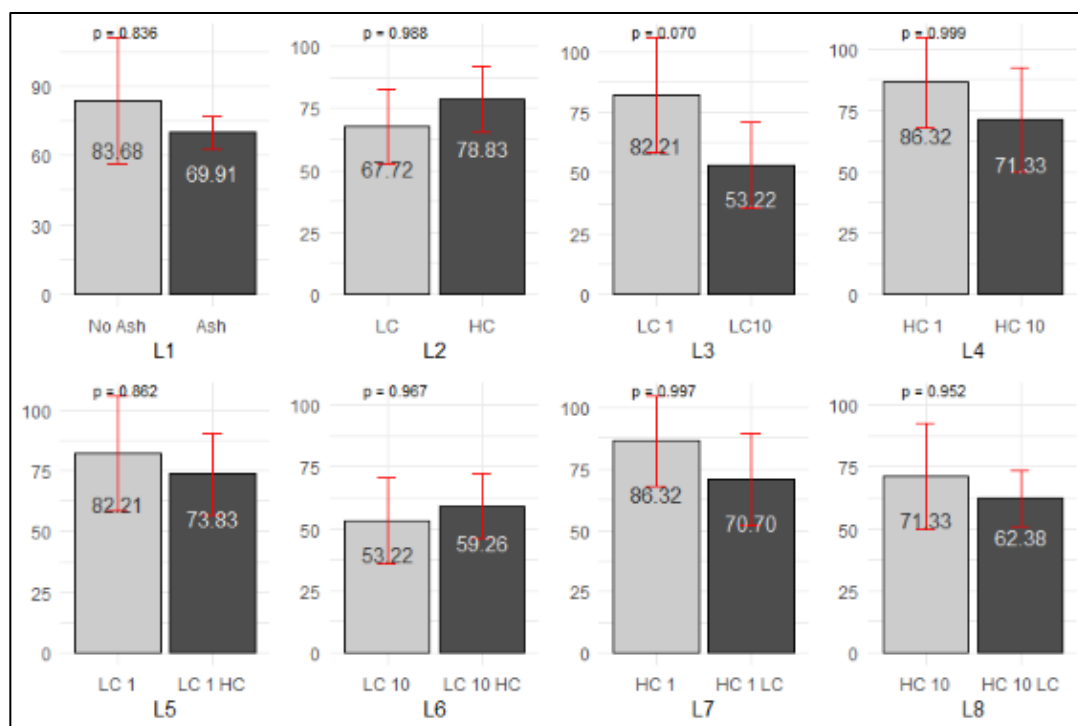 p = 0.836
90
60
30
0
83.68
69.91
No Ash Ash
L1
p = 0.988
100
75
50
25
0
67.72
78.83
LC HC
L2
p = 0.070
100
75
50
25
0
82.21
53.22
LC 1 LC10
L3
p = 0.999
100
75
50
25
0
86.32
71.33
HC 1 HC 10
L4
p = 0.862
100
75
50
25
0
82.21
73.83
LC 1 LC 1 HC
L5
p = 0.967
100
75
50
25
0
53.22
59.26
LC 10 LC 10 HC
L6
p = 0.997
100
75
50
25
0
86.32
70.70
HC 1 HC 1 LC
L7
p = 0.952
100
75
50
25
0
71.33
62.38
HC 10 HC 10 LC
L8